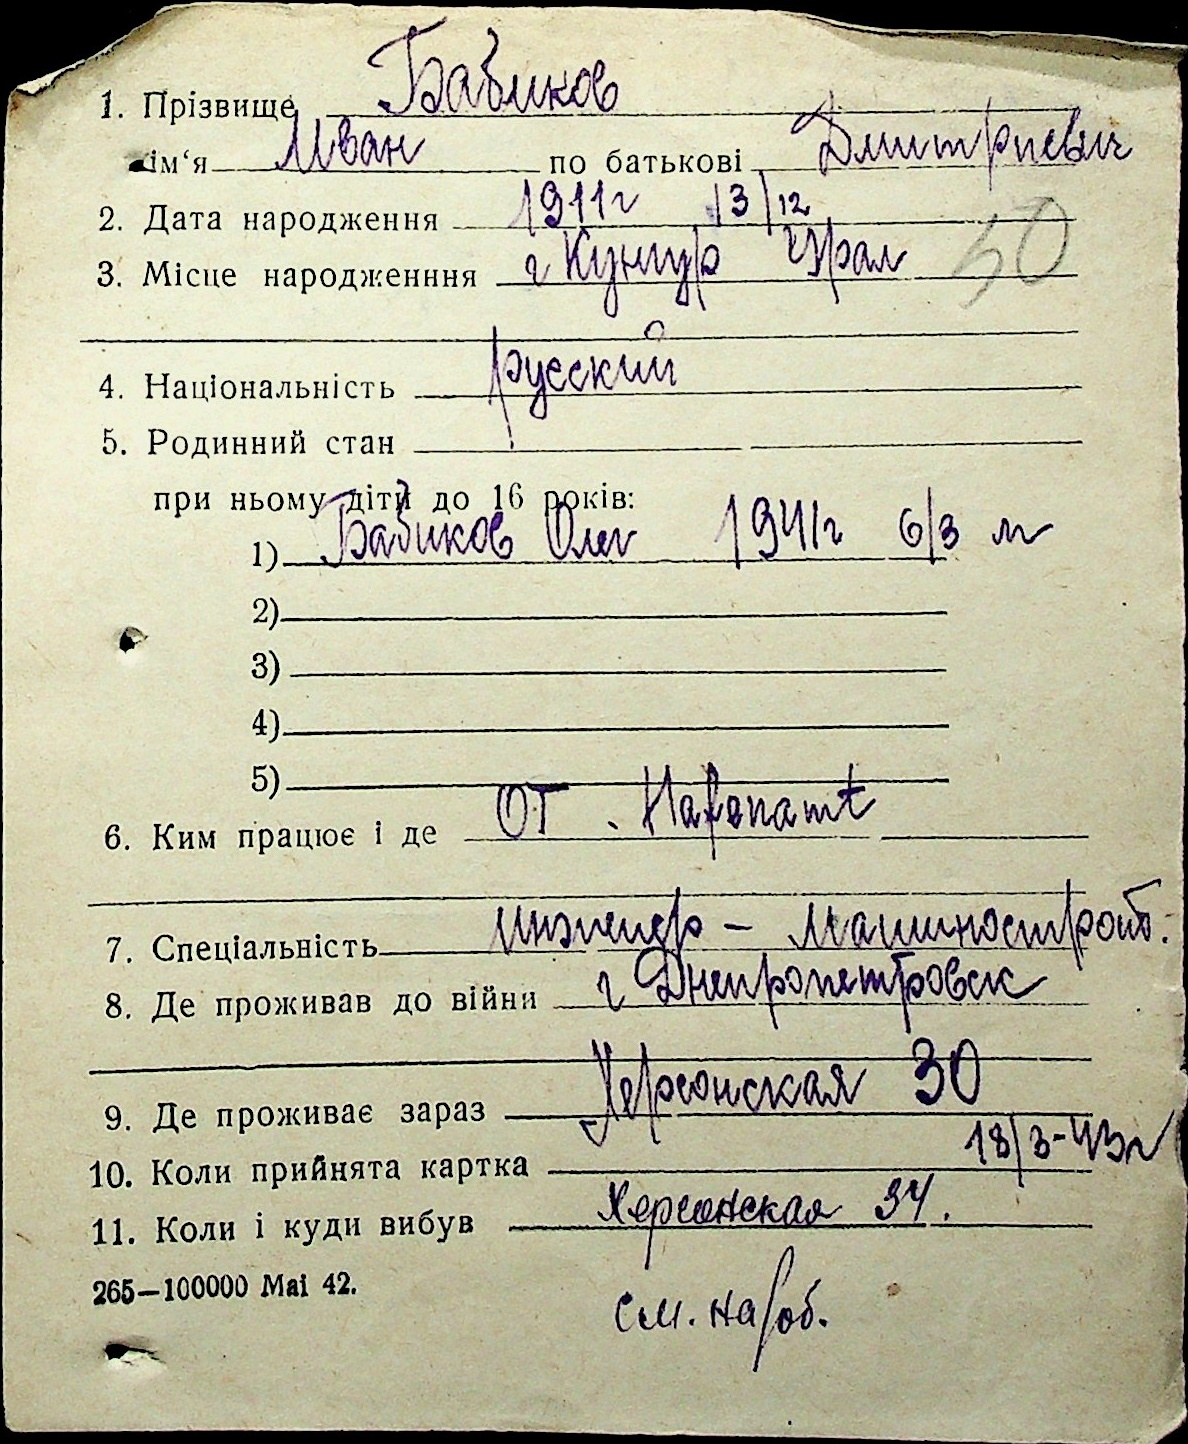 1. Прізвище Бабиков
ім‘я Иван по батькові Дмитриевич
2. Дата народження 1911г 13/12
3. Місце народженння г Кунгур Урал
50
4. Національність русский
5. Родинний стан
при ньому діти до 16 років:
1) Бабиков Олег 1941г 6/3 м
2)
3)
4)
5)
6. Ким працює і де ОТ.
7. Спеціальність инженер – машиностроит.
8. Де проживав до війни г Днепропетровск
9. Де проживає зараз Херсонская 30
10. Коли прийнята картка 18/3-43г
11. Коли і куди вибув Херсонская 34.
265—100000 Mai 42.
см. на об.